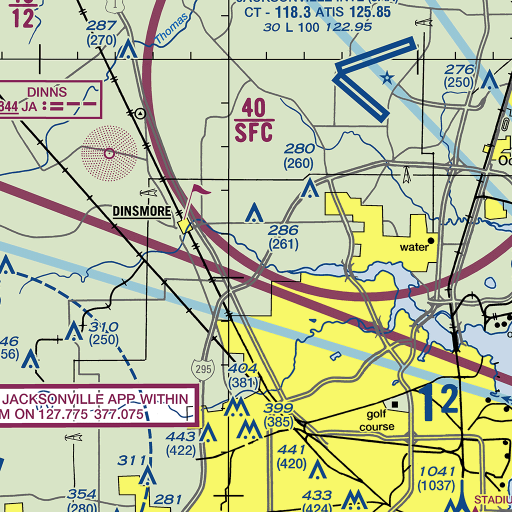 12
287
(270)
Thomas
CT - 118.3 ATIS 125.85
30 L 100 122.95
DINNS
344 JA
276
(250)
40
SFC
280
(260)
DINSMORE
286
(261)
water
310
(250)
46
56)
295
404
(381)
JACKSONVILLE APP WITHIN
M ON 127.775 377.075
399
(385)
golf
course
12
443
(422)
441
(420)
311
1041
(1037)
354
(280)
281
433
(424)
STADIU